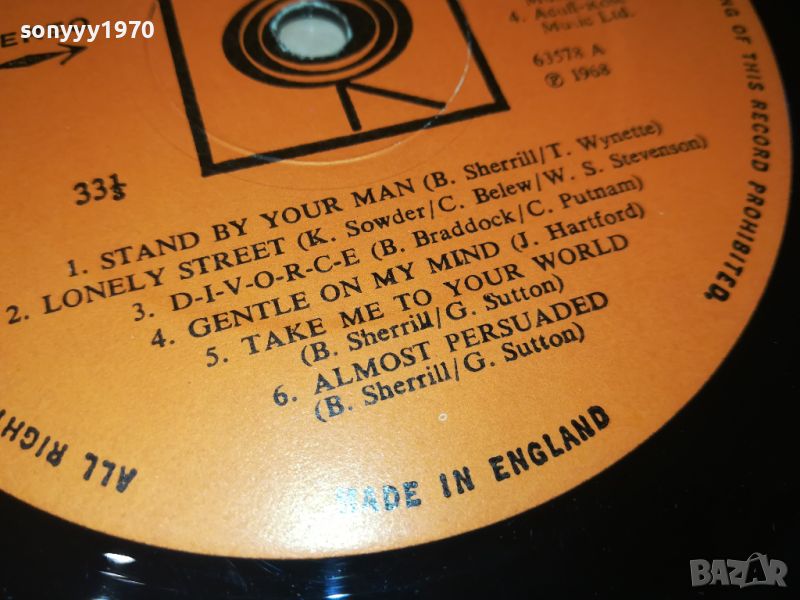 sonyyy1970
4. Acuff-Rose
Music Ltd.
63578 A
℗ 1968
33⅓
1. STAND BY YOUR MAN (B. Sherrill/T. Wynette)
2. LONELY STREET (K. Sowder/C. Belew/W. S. Stevenson)
3. D-I-V-O-R-C-E (B. Braddock/C. Putnam)
4. GENTLE ON MY MIND (J. Hartford)
5. TAKE ME TO YOUR WORLD
(B. Sherrill/G. Sutton)
6. ALMOST PERSUADED
(B. Sherrill/G. Sutton)
ALL RIGH
MADE IN ENGLAND
NG OF THIS RECORD PROHIBITED.
BAZAR